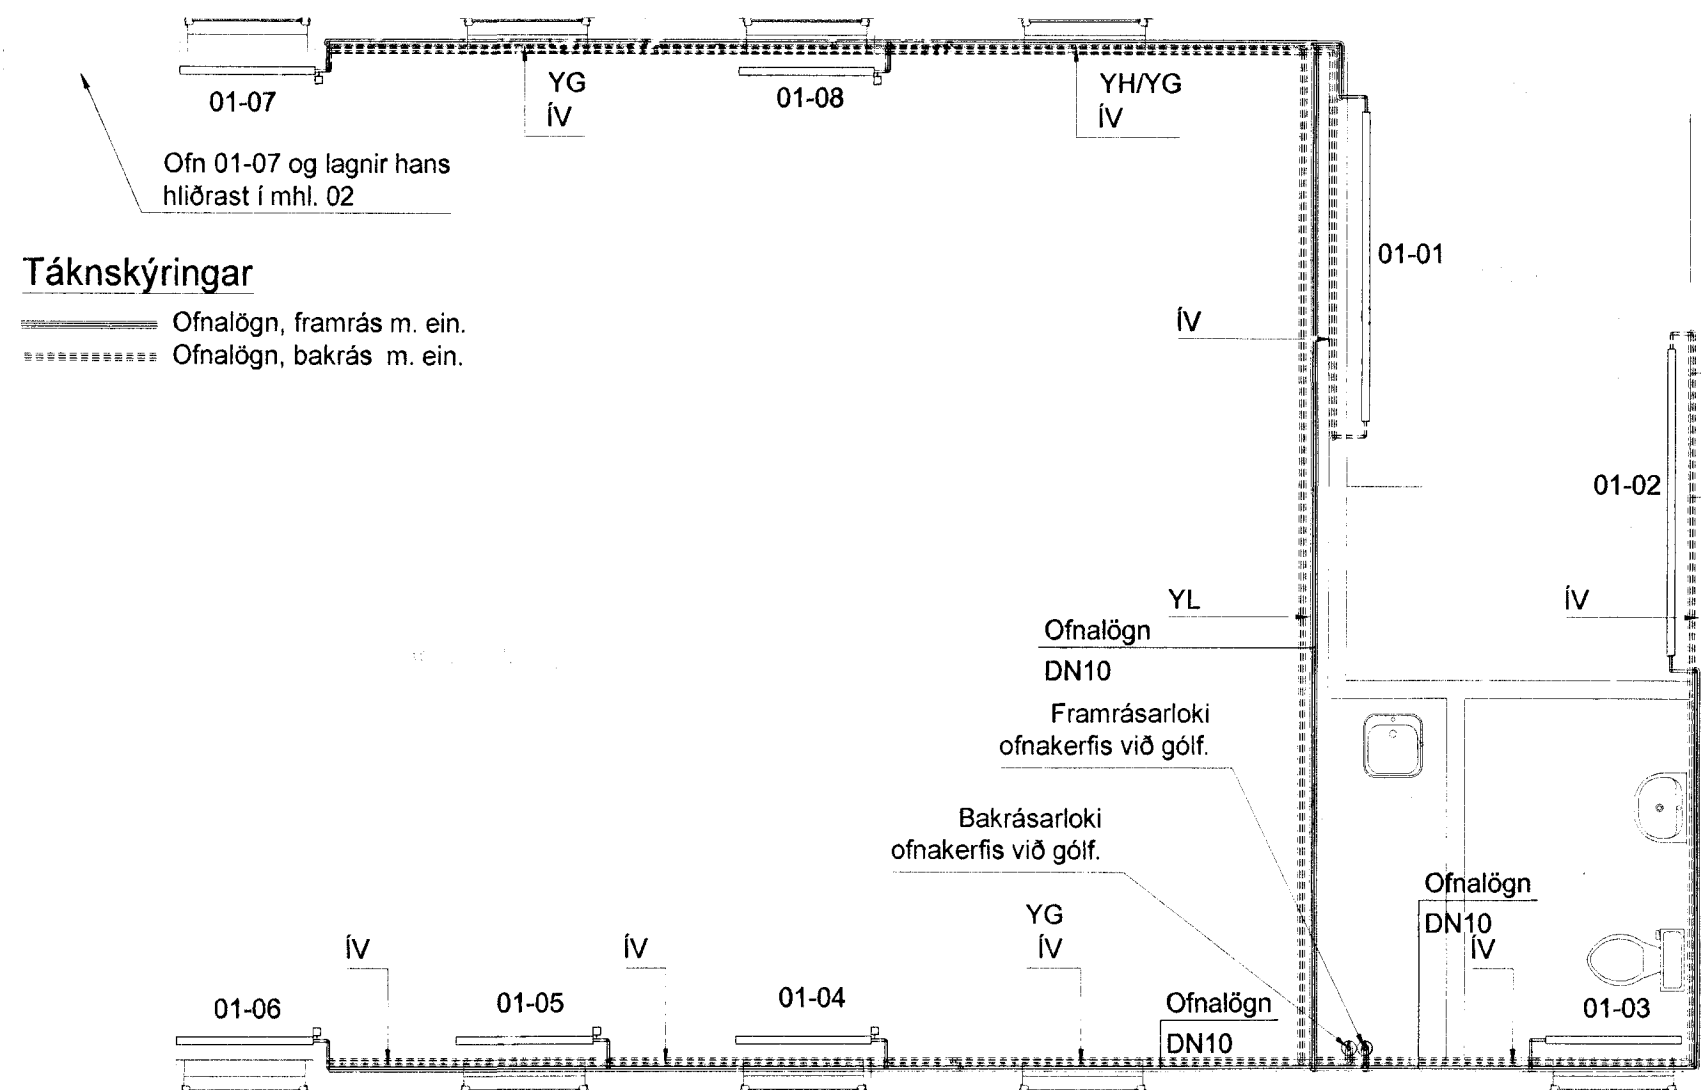 01-07
YG
ÍV
01-08
YH/YG
ÍV
Ofn 01-07 og lagnir hans
hliðrast í mhl. 02
01-01
Táknskýringar
Ofnalögn, framrás m. ein.
Ofnalögn, bakrás m. ein.
ÍV
01-02
YL
ÍV
Ofnalögn
DN10
Framrásarloki
ofnakerfis við gólf.
Bakrásarloki
ofnakerfis við gólf.
Ofnalögn
DN10
ÍV
YG
ÍV
ÍV
ÍV
01-06
01-05
01-04
Ofnalögn
DN10
01-03